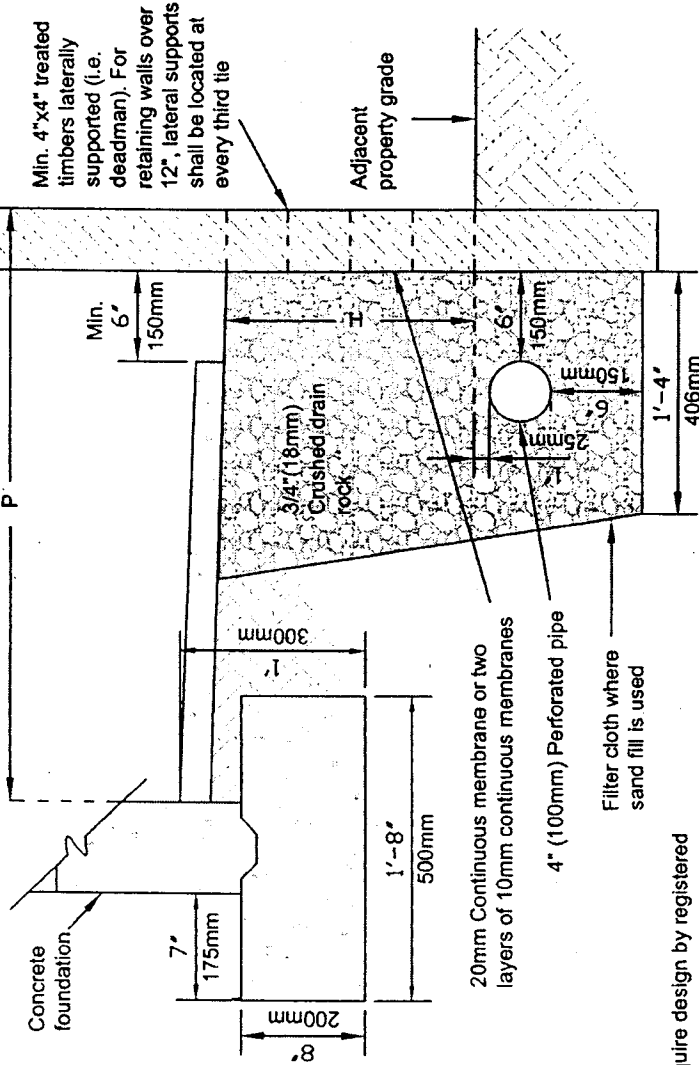 P
Min. 4"x4" treated
timbers laterally
supported (i.e.
deadman). For
retaining walls over
12", lateral supports
shall be located at
every third tie
Adjacent
property grade
Min.
6"
150mm
H
3/4"(18mm)
Crushed drain
rock
6"
150mm
1"
25mm
6"
150mm
1'-4"
406mm
Concrete
foundation
7"
175mm
1'
300mm
8"
200mm
1'-8"
500mm
20mm Continuous membrane or two
layers of 10mm continuous membranes
4" (100mm) Perforated pipe
Filter cloth where
sand fill is used
quire design by registered